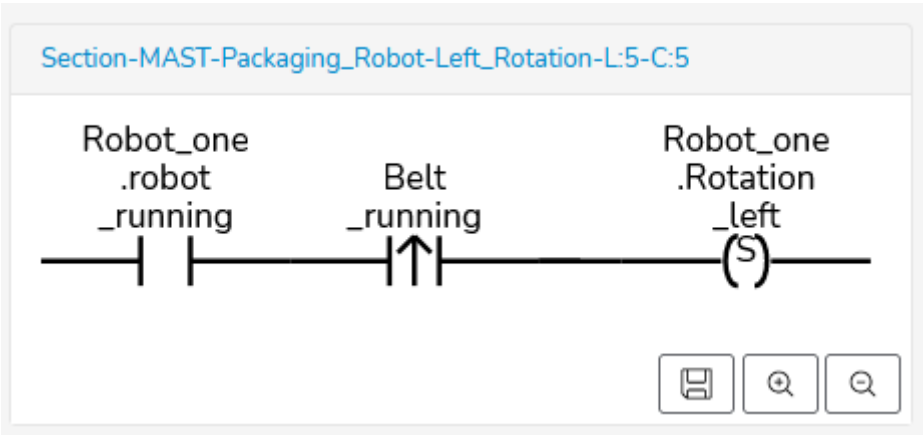 Section-MAST-Packaging_Robot-Left_Rotation-L:5-C:5
Robot_one
.robot
_running
Belt
_running
Robot_one
.Rotation
_left
S